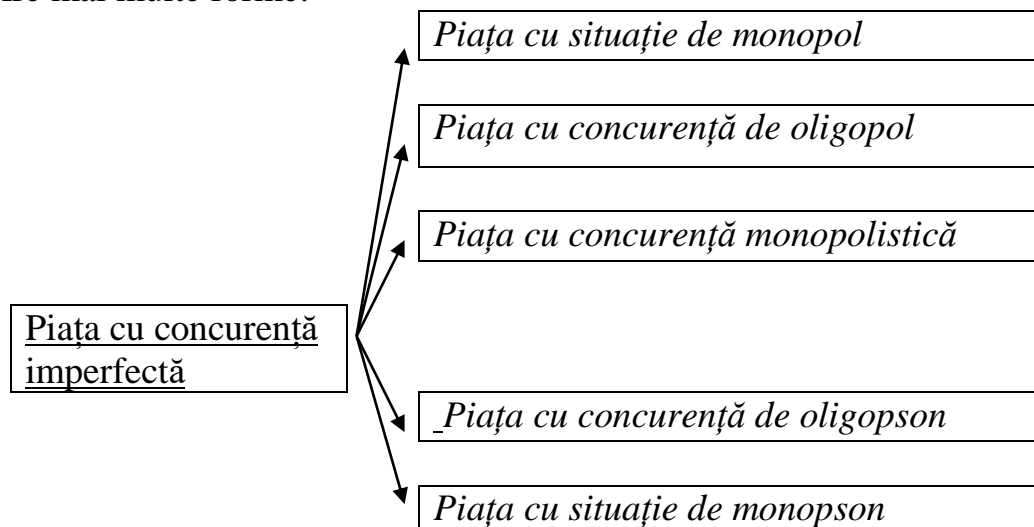 mai multe forme:
Piața cu situație de monopol
Piața cu concurență de oligopol
Piața cu concurență monopolistică
Piața cu concurență
imperfectă
Piața cu concurență de oligopson
Piața cu situație de monopson